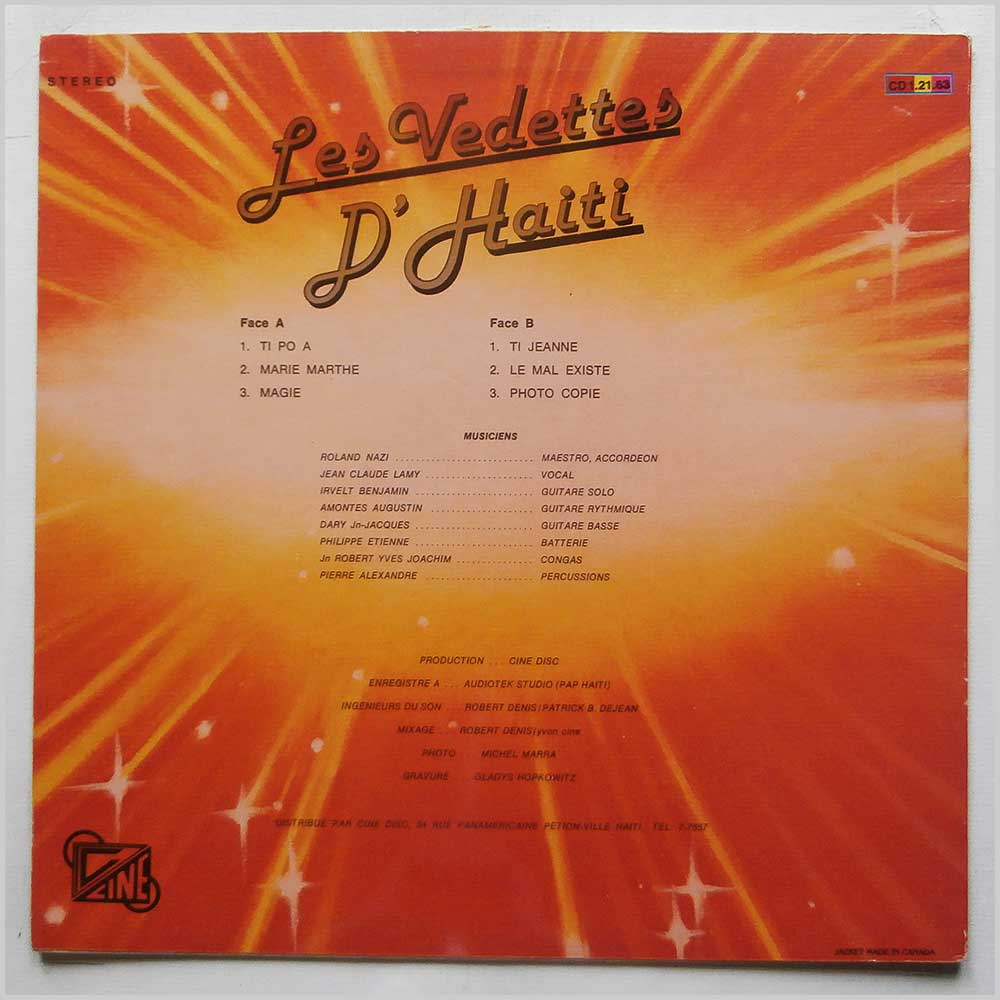 STEREO
CD 1.21.63
Les Vedettes
D'Haiti
Face A
1. TI PO A
2. MARIE MARTHE
3. MAGIE
Face B
1. TI JEANNE
2. LE MAL EXISTE
3. PHOTO COPIE
MUSICIENS
ROLAND NAZI ........................... MAESTRO, ACCORDEON
JEAN CLAUDE LAMY ..................... VOCAL
IRVELT BENJAMIN ....................... GUITARE SOLO
AMONTES AUGUSTIN ..................... GUITARE RYTHMIQUE
DARY Jn-JACQUES ....................... GUITARE BASSE
PHILIPPE ETIENNE ....................... BATTERIE
Jn ROBERT YVES JOACHIM ............... CONGAS
PIERRE ALEXANDRE ..................... PERCUSSIONS
PRODUCTION ... CINE DISC
ENREGISTRE A ... AUDIOTEK STUDIO (PAP HAITI)
INGENIEURS DU SON ... ROBERT DENIS/PATRICK B. DEJEAN
MIXAGE ... ROBERT DENIS/yvon cine
PHOTO ... MICHEL MARRA
GRAVURE ... GLADYS HOPKOWITZ
DISTRIBUE PAR CINE DISC, 54 RUE PANAMERICAINE PETION-VILLE HAITI, TEL: 7-7557
CINE
JACKET MADE IN CANADA